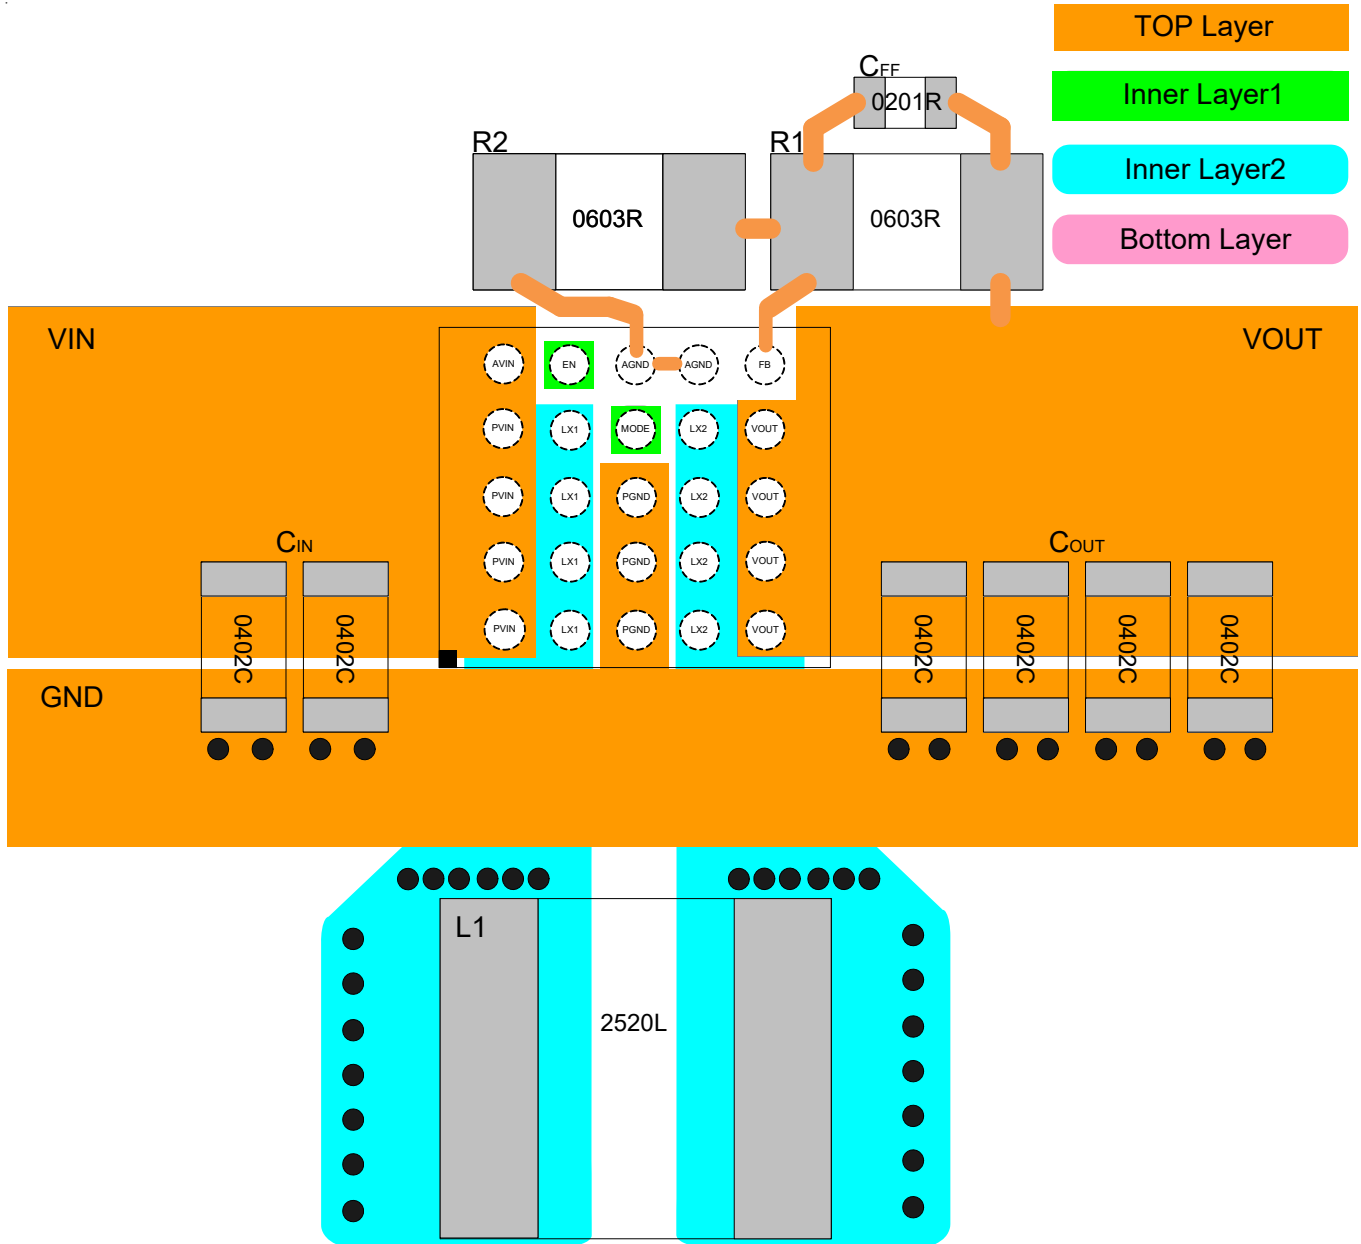 TOP Layer
Inner Layer1
Inner Layer2
Bottom Layer
CFF
0201R
R2
R1
0603R
0603R
VIN
VOUT
AVIN
EN
AGND
AGND
FB
PVIN
LX1
MODE
LX2
VOUT
PVIN
LX1
PGND
LX2
VOUT
CIN
COUT
PVIN
LX1
PGND
LX2
VOUT
PVIN
LX1
PGND
LX2
VOUT
0402C
0402C
0402C
0402C
0402C
0402C
GND
L1
2520L